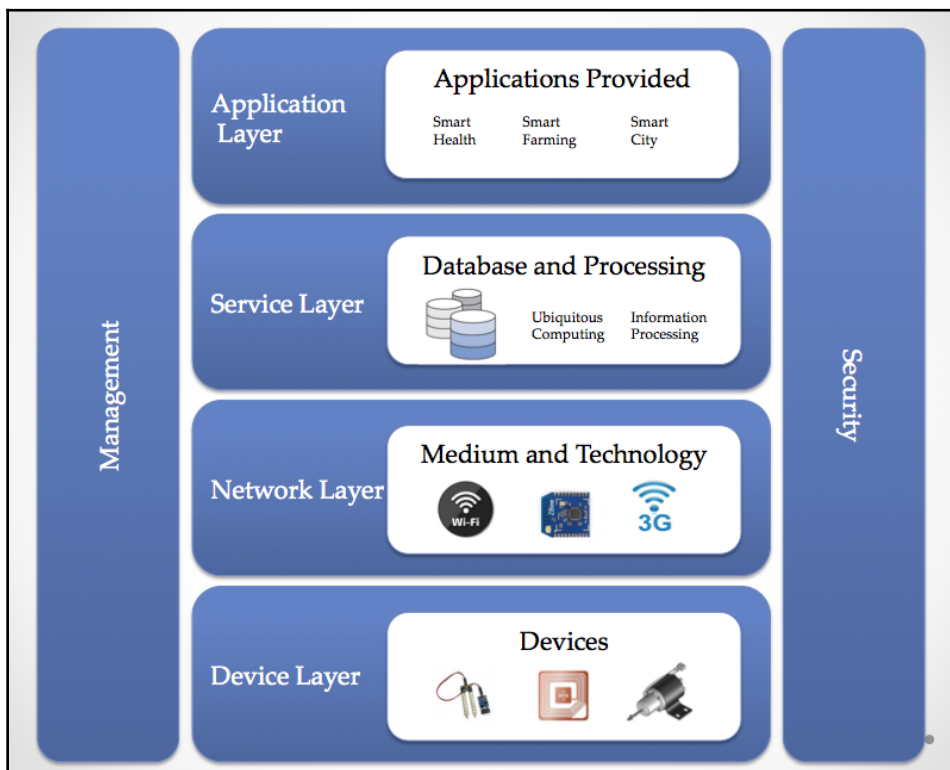 Management
Application
Layer
Applications Provided
Smart
Health
Smart
Farming
Smart
City
Service Layer
Database and Processing
Ubiquitous
Computing
Information
Processing
Network Layer
Medium and Technology
Wi-Fi
3G
Device Layer
Devices
Security